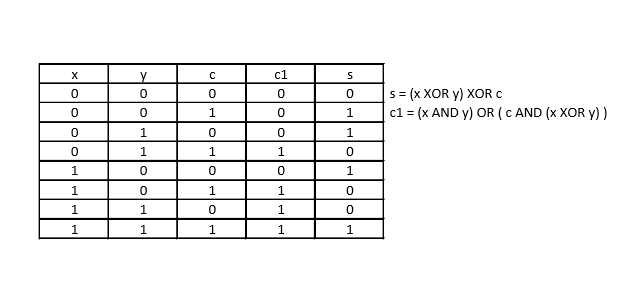 x y c c1 s
0 0 0 0 0 s = (x XOR y) XOR c
0 0 1 0 1 c1 = (x AND y) OR ( c AND (x XOR y) )
0 1 0 0 1
0 1 1 1 0
1 0 0 0 1
1 0 1 1 0
1 1 0 1 0
1 1 1 1 1